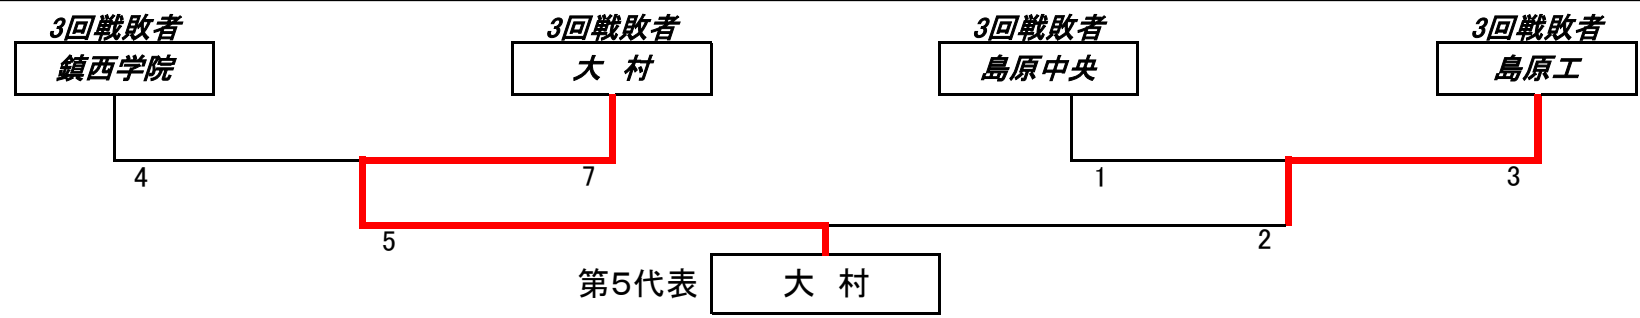 3回戦敗者 3回戦敗者 3回戦敗者 3回戦敗者
鎮西学院 大 村 島原中央 島原工
4 7 1 3
5 2
第5代表 大 村